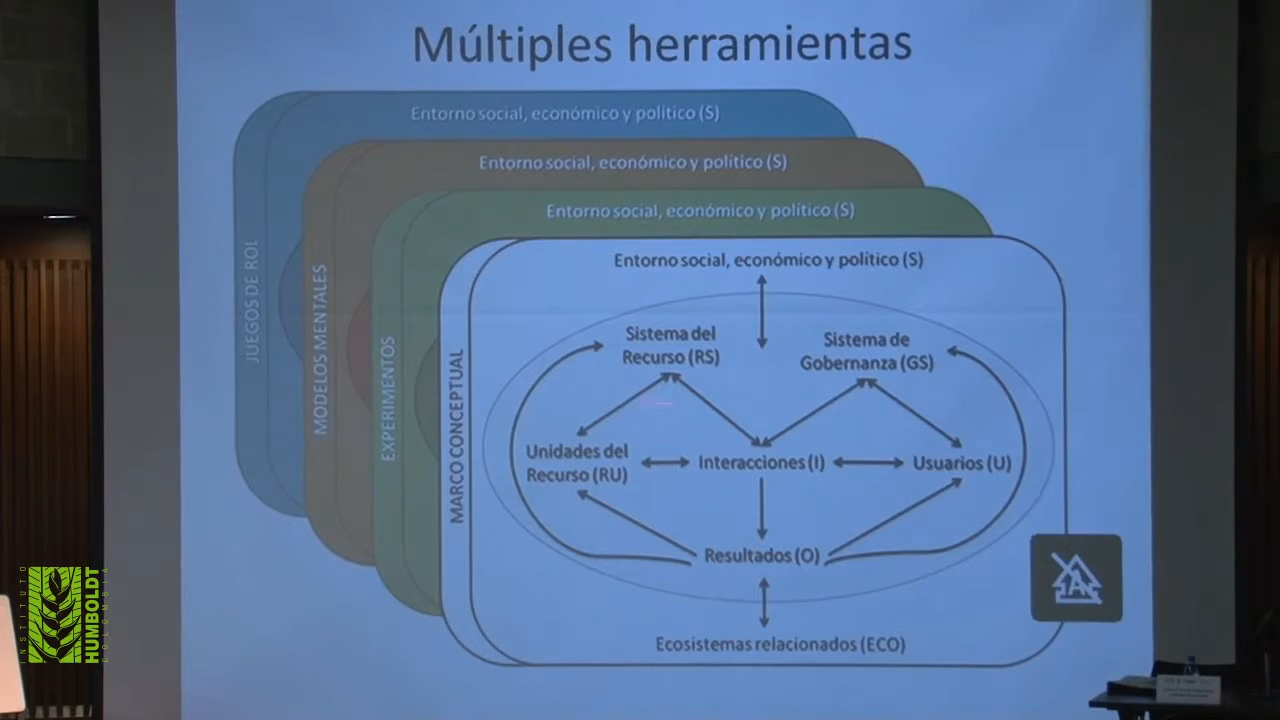 Múltiples herramientas
Entorno social, económico y político (S)
Entorno social, económico y político (S)
Entorno social, económico y político (S)
Entorno social, económico y político (S)
JUEGOS DE ROL
MODELOS MENTALES
EXPERIMENTOS
MARCO CONCEPTUAL
Sistema del
Recurso (RS)
Sistema de
Gobernanza (GS)
Unidades del
Recurso (RU)
Interacciones (I)
Usuarios (U)
Resultados (O)
Ecosistemas relacionados (ECO)
A
INSTITUTO
HUMBOLDT
COLOMBIA